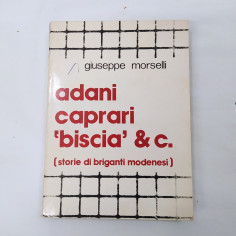 giuseppe morselli
adani
caprari
'biscia' & c.
(storie di briganti modenesi)